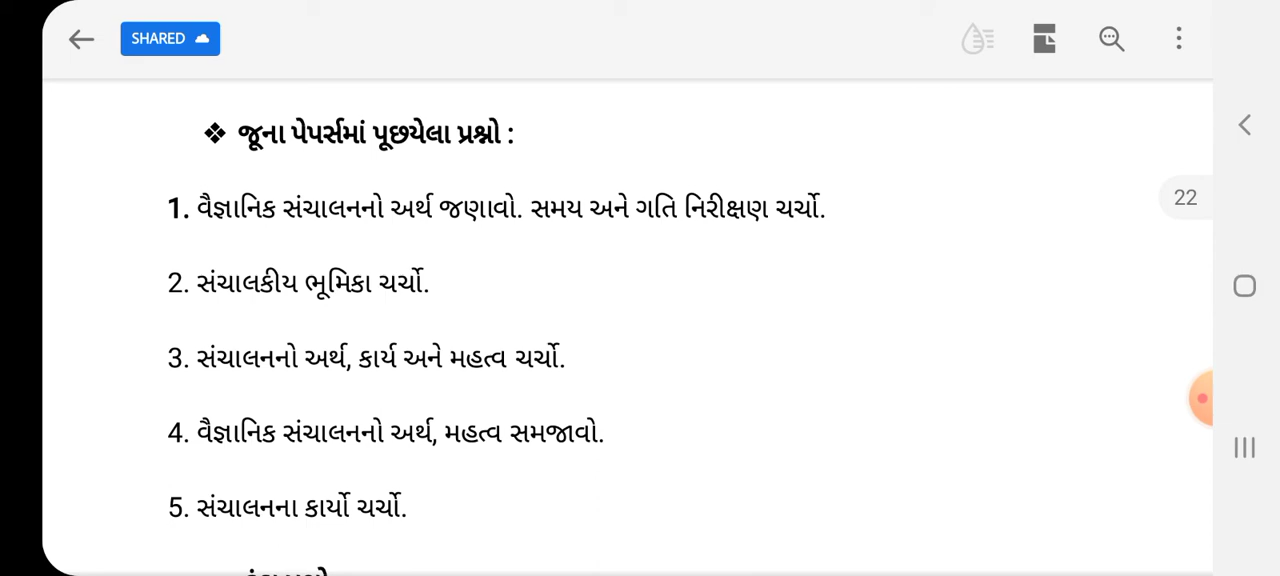 SHARED
❖ જૂના પેપર્સમાં પૂછયેલા પ્રશ્નો :
1. વૈજ્ઞાનિક સંચાલનનો અર્થ જણાવો. સમય અને ગતિ નિરીક્ષણ ચર્ચો.
22
2. સંચાલકીય ભૂમિકા ચર્ચો.
3. સંચાલનનો અર્થ, કાર્ય અને મહત્વ ચર્ચો.
4. વૈજ્ઞાનિક સંચાલનનો અર્થ, મહત્વ સમજાવો.
5. સંચાલનના કાર્યો ચર્ચો.